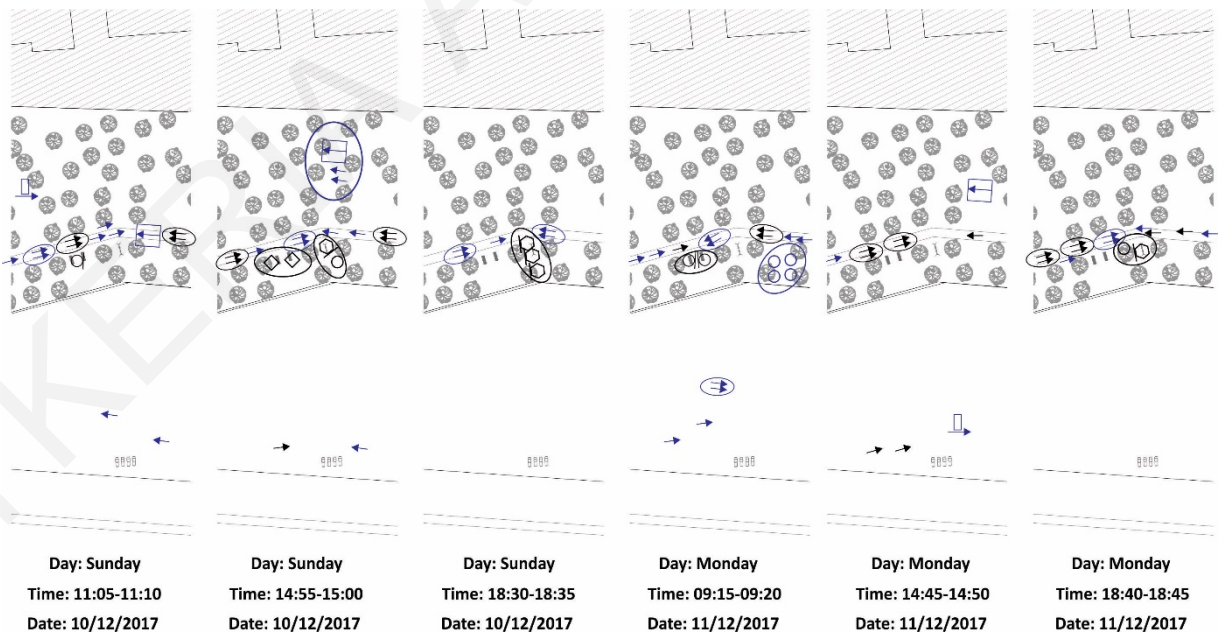 Day: Sunday
Time: 11:05-11:10
Date: 10/12/2017
Day: Sunday
Time: 14:55-15:00
Date: 10/12/2017
Day: Sunday
Time: 18:30-18:35
Date: 10/12/2017
Day: Monday
Time: 09:15-09:20
Date: 11/12/2017
Day: Monday
Time: 14:45-14:50
Date: 11/12/2017
Day: Monday
Time: 18:40-18:45
Date: 11/12/2017